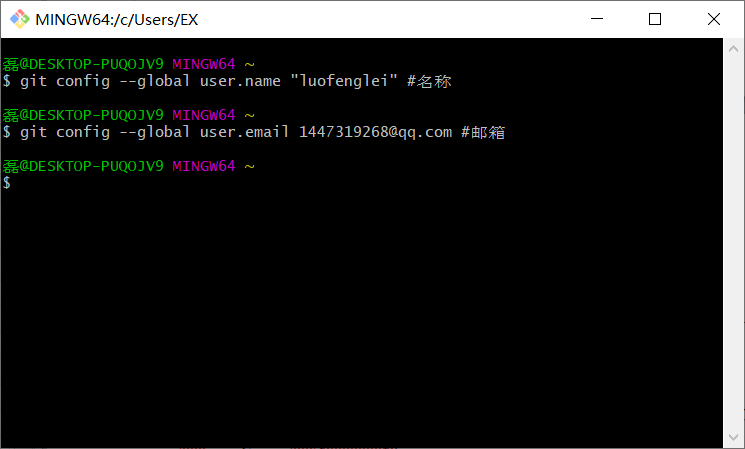 MINGW64:/c/Users/EX
磊@DESKTOP-PUQOJV9 MINGW64 ~
$ git config --global user.name "luofenglei" #名称
磊@DESKTOP-PUQOJV9 MINGW64 ~
$ git config --global user.email 1447319268@qq.com #邮箱
磊@DESKTOP-PUQOJV9 MINGW64 ~
$